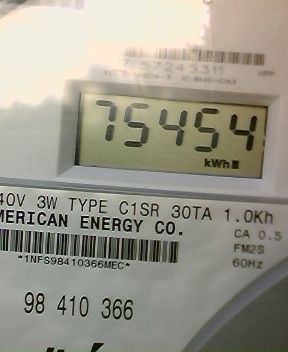 75454
kWh
40V 3W TYPE C1SR 30TA 1.0Kh
MERICAN ENERGY CO.
CA 0.5
FM2S
60Hz
*1NFS98410366MEC*
98 410 366